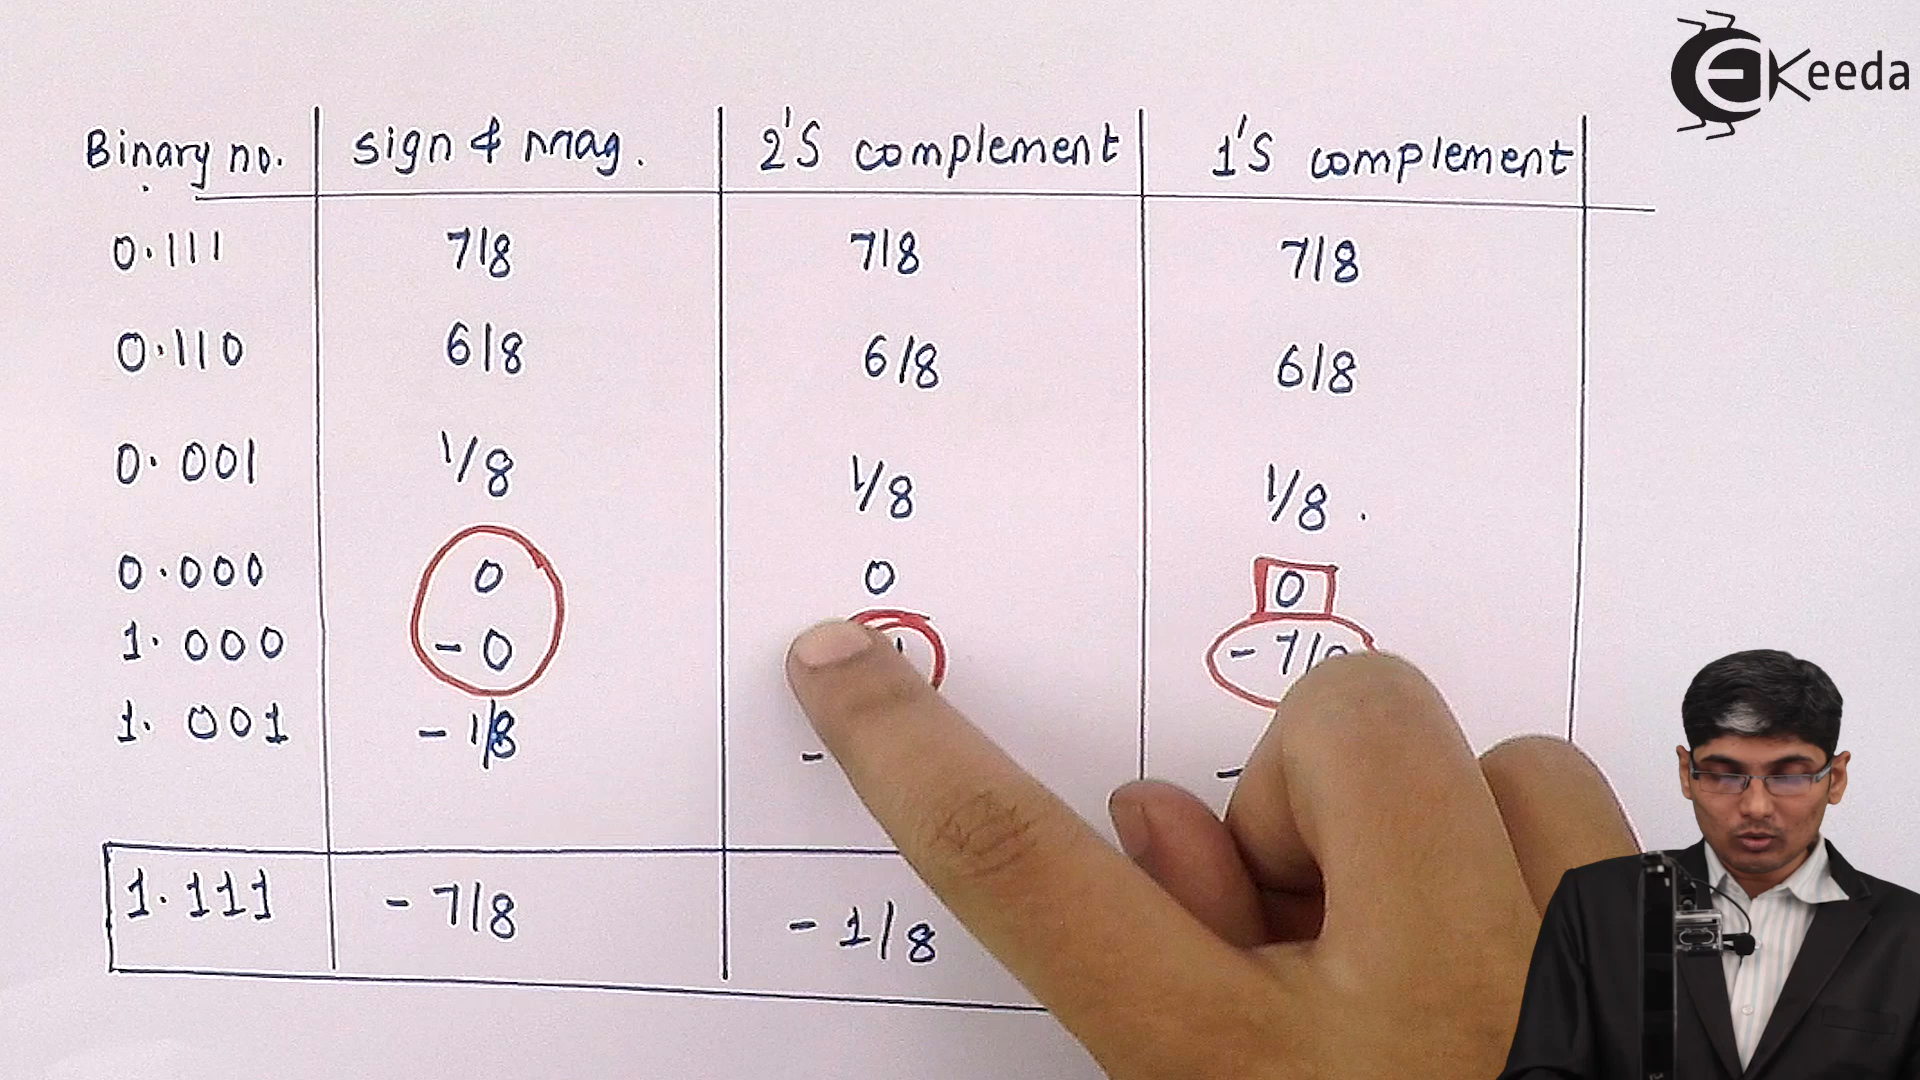 EKeeda
Binary no. sign & mag. 2'S complement 1'S complement
0.111 7/8 7/8 7/8
0.110 6/8 6/8 6/8
0.001 1/8 1/8 1/8
0.000 0 0 0
1.000 -0 -7/
1.001 -1/8 - -
1.111 -7/8 -1/8